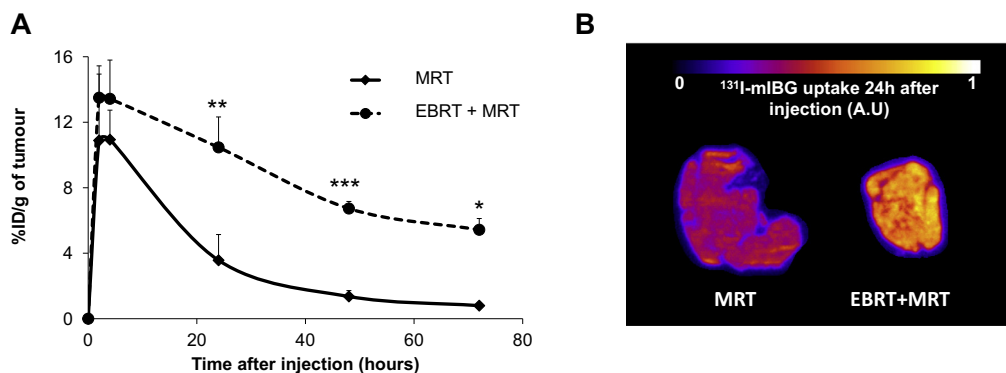 A
%ID/g of tumour
16
12
8
4
0
0 20 40 60 80
Time after injection (hours)
MRT
EBRT + MRT
**
***
*
B
0 1
¹³¹I-mIBG uptake 24h after
injection (A.U)
MRT EBRT+MRT